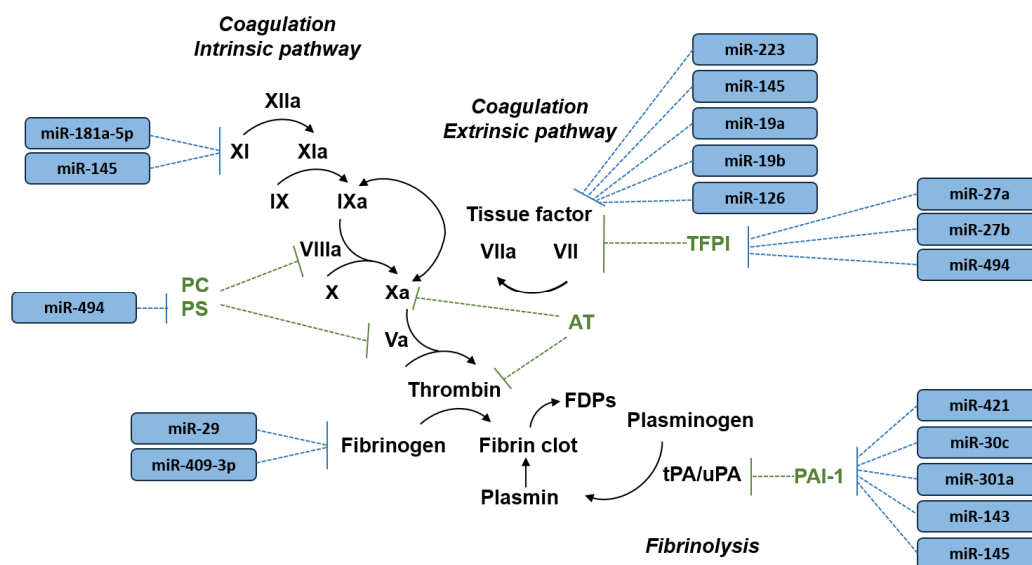 Coagulation
Intrinsic pathway
XIIa
miR-181a-5p
miR-145
XI
XIa
IX
IXa
VIIIa
X
Xa
PC
PS
miR-494
Va
Thrombin
AT
Coagulation
Extrinsic pathway
miR-223
miR-145
miR-19a
miR-19b
miR-126
Tissue factor
VIIa
VII
TFPI
miR-27a
miR-27b
miR-494
miR-29
miR-409-3p
Fibrinogen
Fibrin clot
FDPs
Plasmin
Plasminogen
tPA/uPA
PAI-1
miR-421
miR-30c
miR-301a
miR-143
miR-145
Fibrinolysis